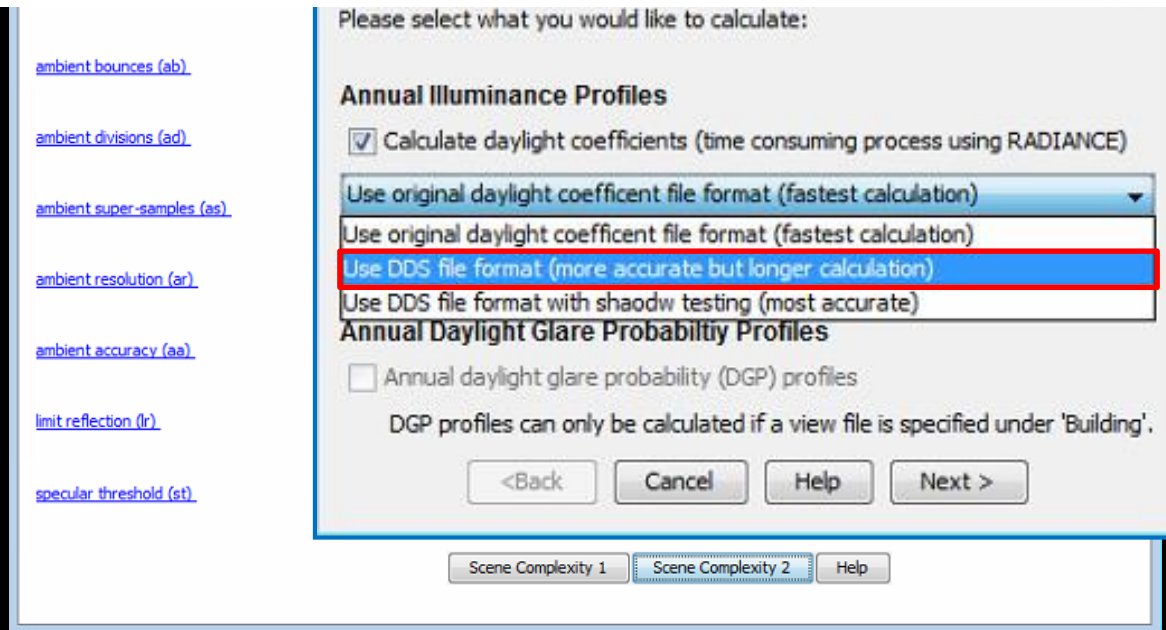 Please select what you would like to calculate:
ambient bounces (ab)
Annual Illuminance Profiles
ambient divisions (ad)
Calculate daylight coefficients (time consuming process using RADIANCE)
Use original daylight coefficent file format (fastest calculation)
ambient super-samples (as)
Use original daylight coefficent file format (fastest calculation)
Use DDS file format (more accurate but longer calculation)
ambient resolution (ar)
Use DDS file format with shaodw testing (most accurate)
Annual Daylight Glare Probabiltiy Profiles
ambient accuracy (aa)
Annual daylight glare probability (DGP) profiles
limit reflection (lr)
DGP profiles can only be calculated if a view file is specified under 'Building'.
<Back Cancel Help Next >
specular threshold (st)
Scene Complexity 1 Scene Complexity 2 Help